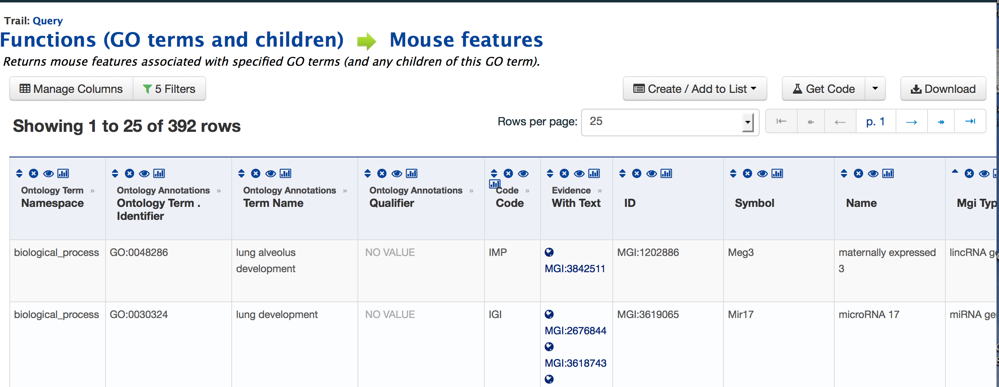 Trail: Query
Functions (GO terms and children) Mouse features
Returns mouse features associated with specified GO terms (and any children of this GO term).
Manage Columns 5 Filters Create / Add to List Get Code Download
Showing 1 to 25 of 392 rows Rows per page: 25 p. 1
Ontology Term » Ontology Annotations » Ontology Annotations » Ontology Annotations » Code » Evidence »
Namespace Ontology Term . Term Name Qualifier Code With Text ID Symbol Name Mgi Typ
Identifier
biological_process GO:0048286 lung alveolus NO VALUE IMP MGI:1202886 Meg3 maternally expressed lincRNA ge
development MGI:3842511 3
biological_process GO:0030324 lung development NO VALUE IGI MGI:3619065 Mir17 microRNA 17 miRNA ge
MGI:2676844
MGI:3618743